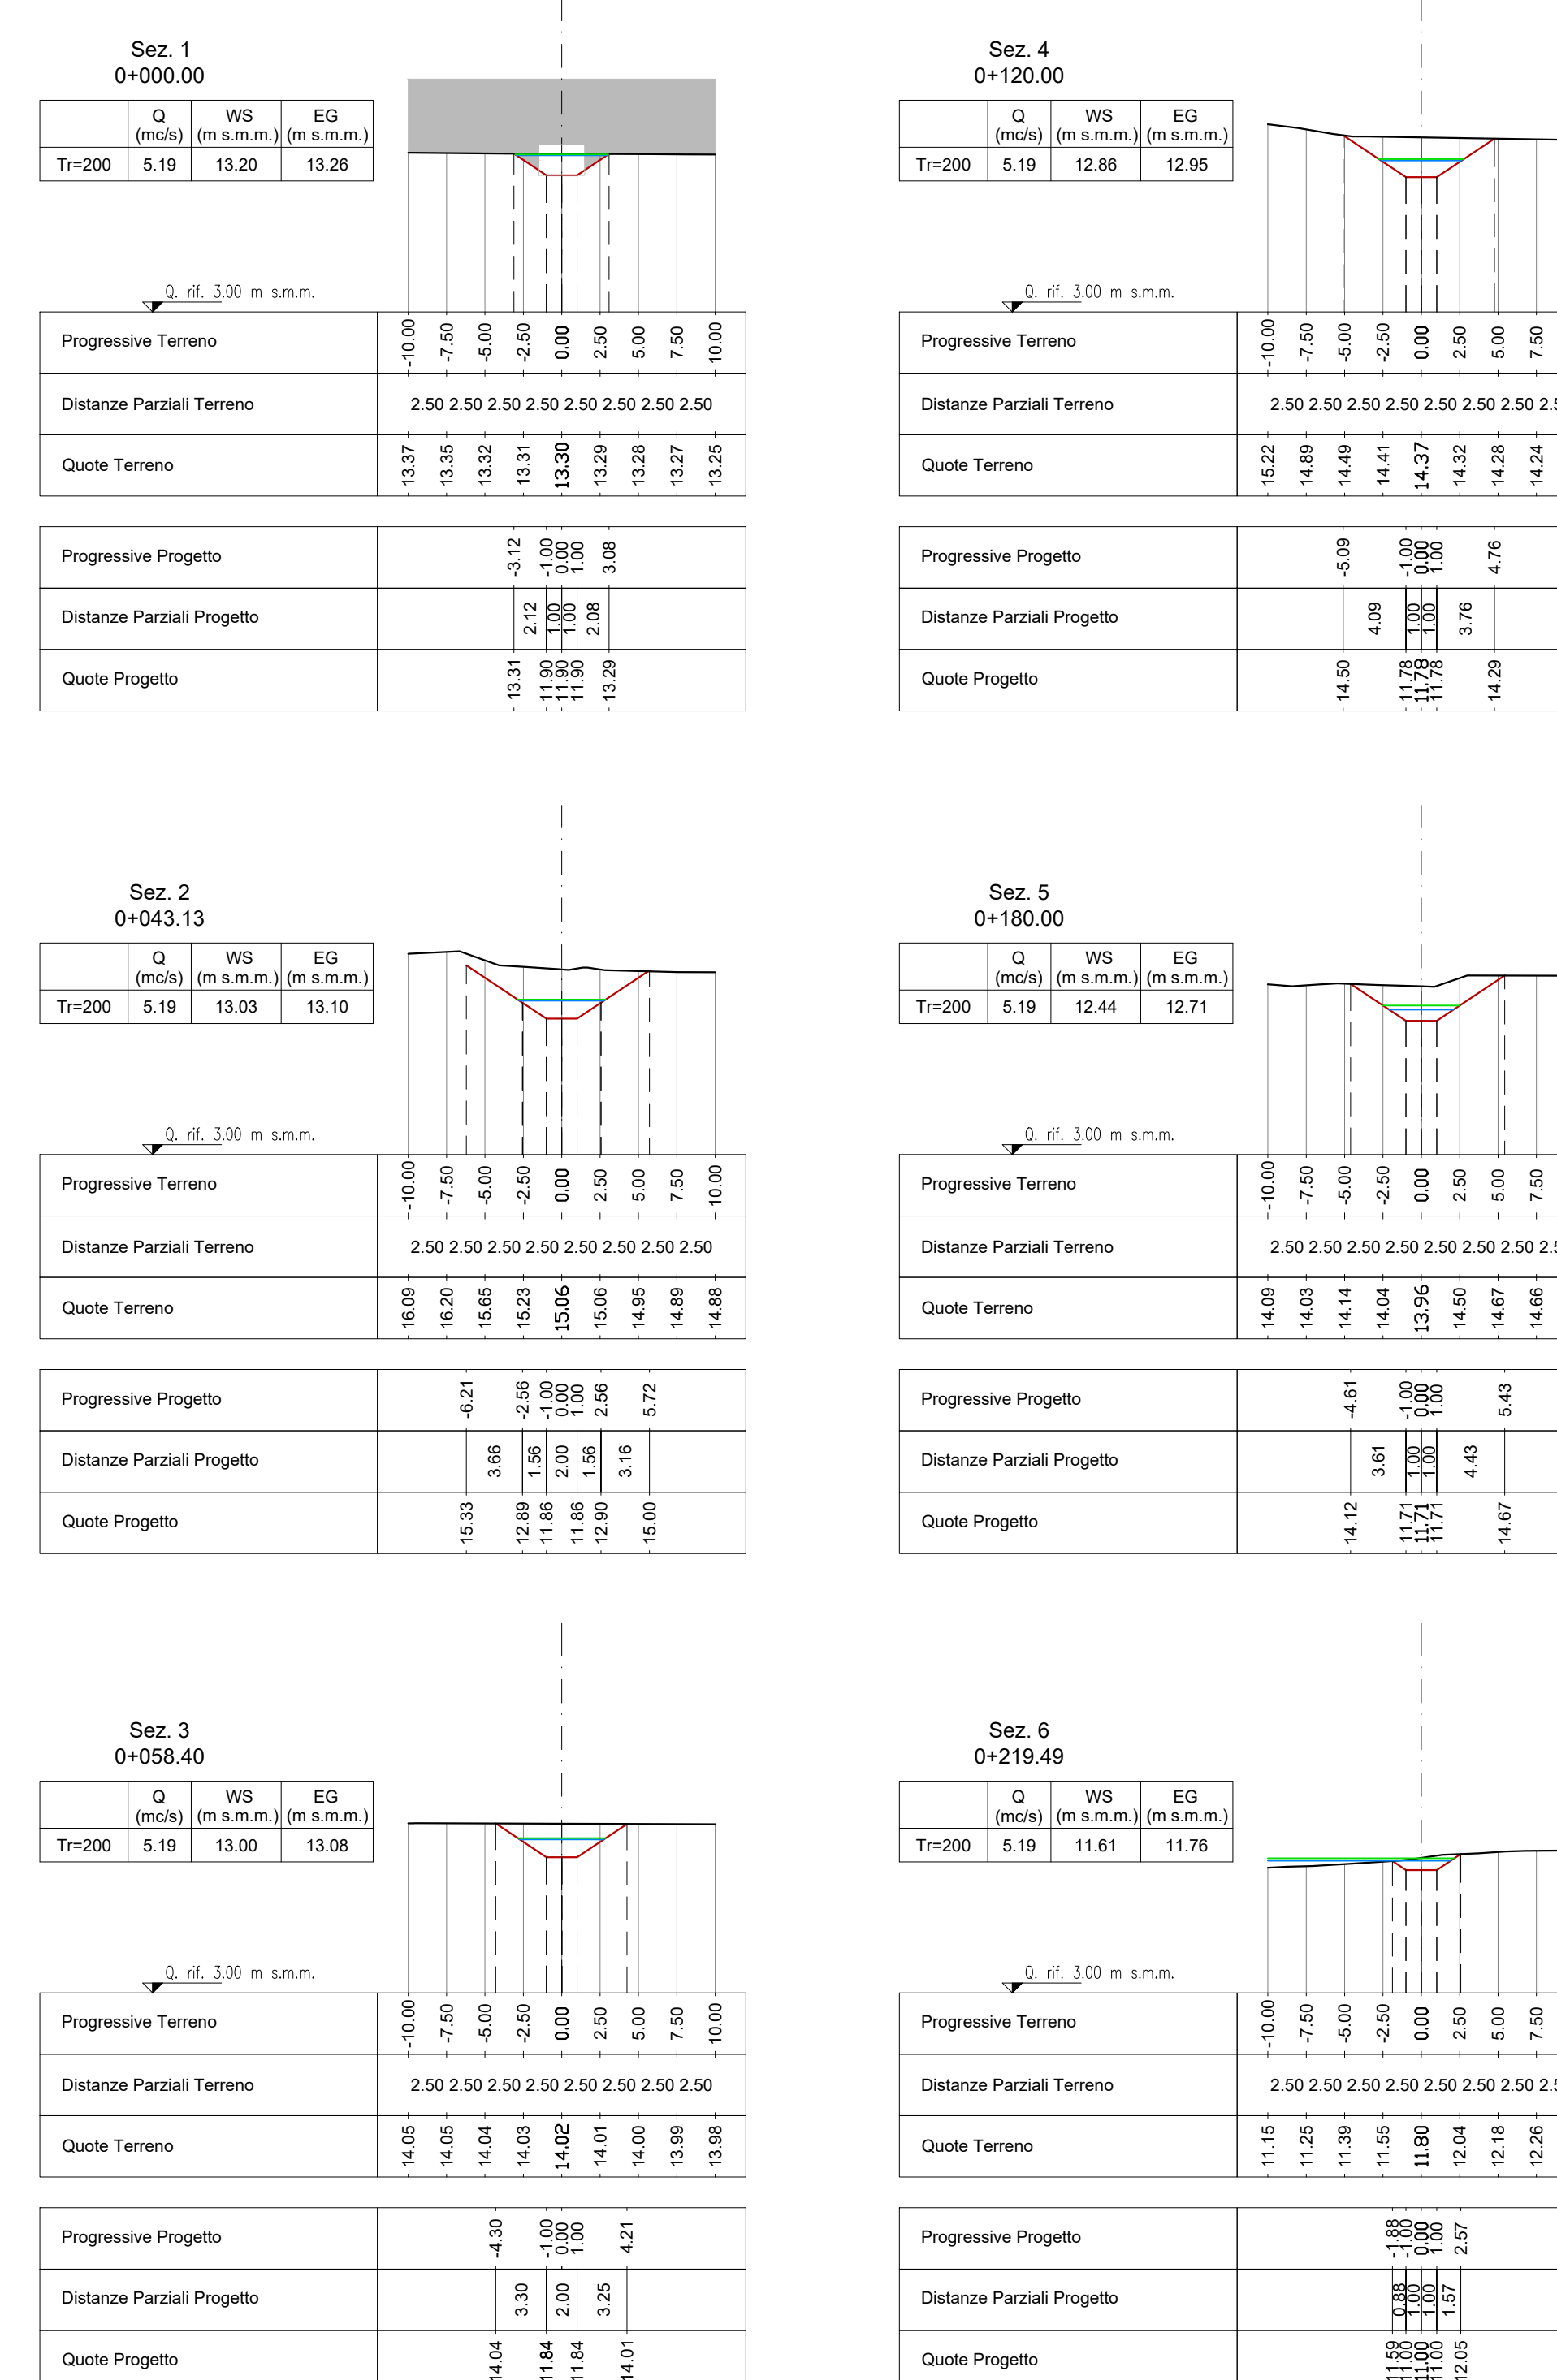 Sez. 1
0+000.00
Q WS EG
(mc/s) (m s.m.m.) (m s.m.m.)
Tr=200 5.19 13.20 13.26
Q. rif. 3.00 m s.m.m.
Progressive Terreno -10.00 -7.50 -5.00 -2.50 0.00 2.50 5.00 7.50 10.00
Distanze Parziali Terreno 2.50 2.50 2.50 2.50 2.50 2.50 2.50 2.50
Quote Terreno 13.37 13.35 13.32 13.31 13.30 13.29 13.28 13.27 13.25
Progressive Progetto -3.12 -1.00 0.00 1.00 3.08
Distanze Parziali Progetto 2.12 1.00 1.00 2.08
Quote Progetto 13.31 11.90 11.90 11.90 13.29
Sez. 2
0+043.13
Q WS EG
(mc/s) (m s.m.m.) (m s.m.m.)
Tr=200 5.19 13.03 13.10
Q. rif. 3.00 m s.m.m.
Progressive Terreno -10.00 -7.50 -5.00 -2.50 0.00 2.50 5.00 7.50 10.00
Distanze Parziali Terreno 2.50 2.50 2.50 2.50 2.50 2.50 2.50 2.50
Quote Terreno 16.09 16.20 15.65 15.23 15.06 15.06 14.95 14.89 14.88
Progressive Progetto -6.21 -2.56 -1.00 0.00 1.00 2.56 5.72
Distanze Parziali Progetto 3.66 1.56 2.00 1.56 3.16
Quote Progetto 15.33 12.89 11.86 11.86 12.90 15.00
Sez. 3
0+058.40
Q WS EG
(mc/s) (m s.m.m.) (m s.m.m.)
Tr=200 5.19 13.00 13.08
Q. rif. 3.00 m s.m.m.
Progressive Terreno -10.00 -7.50 -5.00 -2.50 0.00 2.50 5.00 7.50 10.00
Distanze Parziali Terreno 2.50 2.50 2.50 2.50 2.50 2.50 2.50 2.50
Quote Terreno 14.05 14.05 14.04 14.03 14.02 14.01 14.00 13.99 13.98
Progressive Progetto -4.30 -1.00 0.00 1.00 4.21
Distanze Parziali Progetto 3.30 2.00 3.25
Quote Progetto 14.04 11.84 11.84 14.01
Sez. 4
0+120.00
Q WS EG
(mc/s) (m s.m.m.) (m s.m.m.)
Tr=200 5.19 12.86 12.95
Q. rif. 3.00 m s.m.m.
Progressive Terreno -10.00 -7.50 -5.00 -2.50 0.00 2.50 5.00 7.50
Distanze Parziali Terreno 2.50 2.50 2.50 2.50 2.50 2.50 2.50
Quote Terreno 15.22 14.89 14.49 14.41 14.37 14.32 14.28 14.24
Progressive Progetto -5.09 -1.00 0.00 1.00 4.76
Distanze Parziali Progetto 4.09 1.00 1.00 3.76
Quote Progetto 14.50 11.78 11.78 11.78 14.29
Sez. 5
0+180.00
Q WS EG
(mc/s) (m s.m.m.) (m s.m.m.)
Tr=200 5.19 12.44 12.71
Q. rif. 3.00 m s.m.m.
Progressive Terreno -10.00 -7.50 -5.00 -2.50 0.00 2.50 5.00 7.50
Distanze Parziali Terreno 2.50 2.50 2.50 2.50 2.50 2.50 2.50
Quote Terreno 14.09 14.03 14.14 14.04 13.96 14.50 14.67 14.66
Progressive Progetto -4.61 -1.00 0.00 1.00 5.43
Distanze Parziali Progetto 3.61 1.00 1.00 4.43
Quote Progetto 14.12 11.71 11.71 11.71 14.67
Sez. 6
0+219.49
Q WS EG
(mc/s) (m s.m.m.) (m s.m.m.)
Tr=200 5.19 11.61 11.76
Q. rif. 3.00 m s.m.m.
Progressive Terreno -10.00 -7.50 -5.00 -2.50 0.00 2.50 5.00 7.50
Distanze Parziali Terreno 2.50 2.50 2.50 2.50 2.50 2.50 2.50
Quote Terreno 11.15 11.25 11.39 11.55 11.80 12.04 12.18 12.26
Progressive Progetto -1.88 -1.00 0.00 1.00 2.57
Distanze Parziali Progetto 0.88 1.00 1.00 1.57
Quote Progetto 11.59 11.00 11.00 11.00 12.05